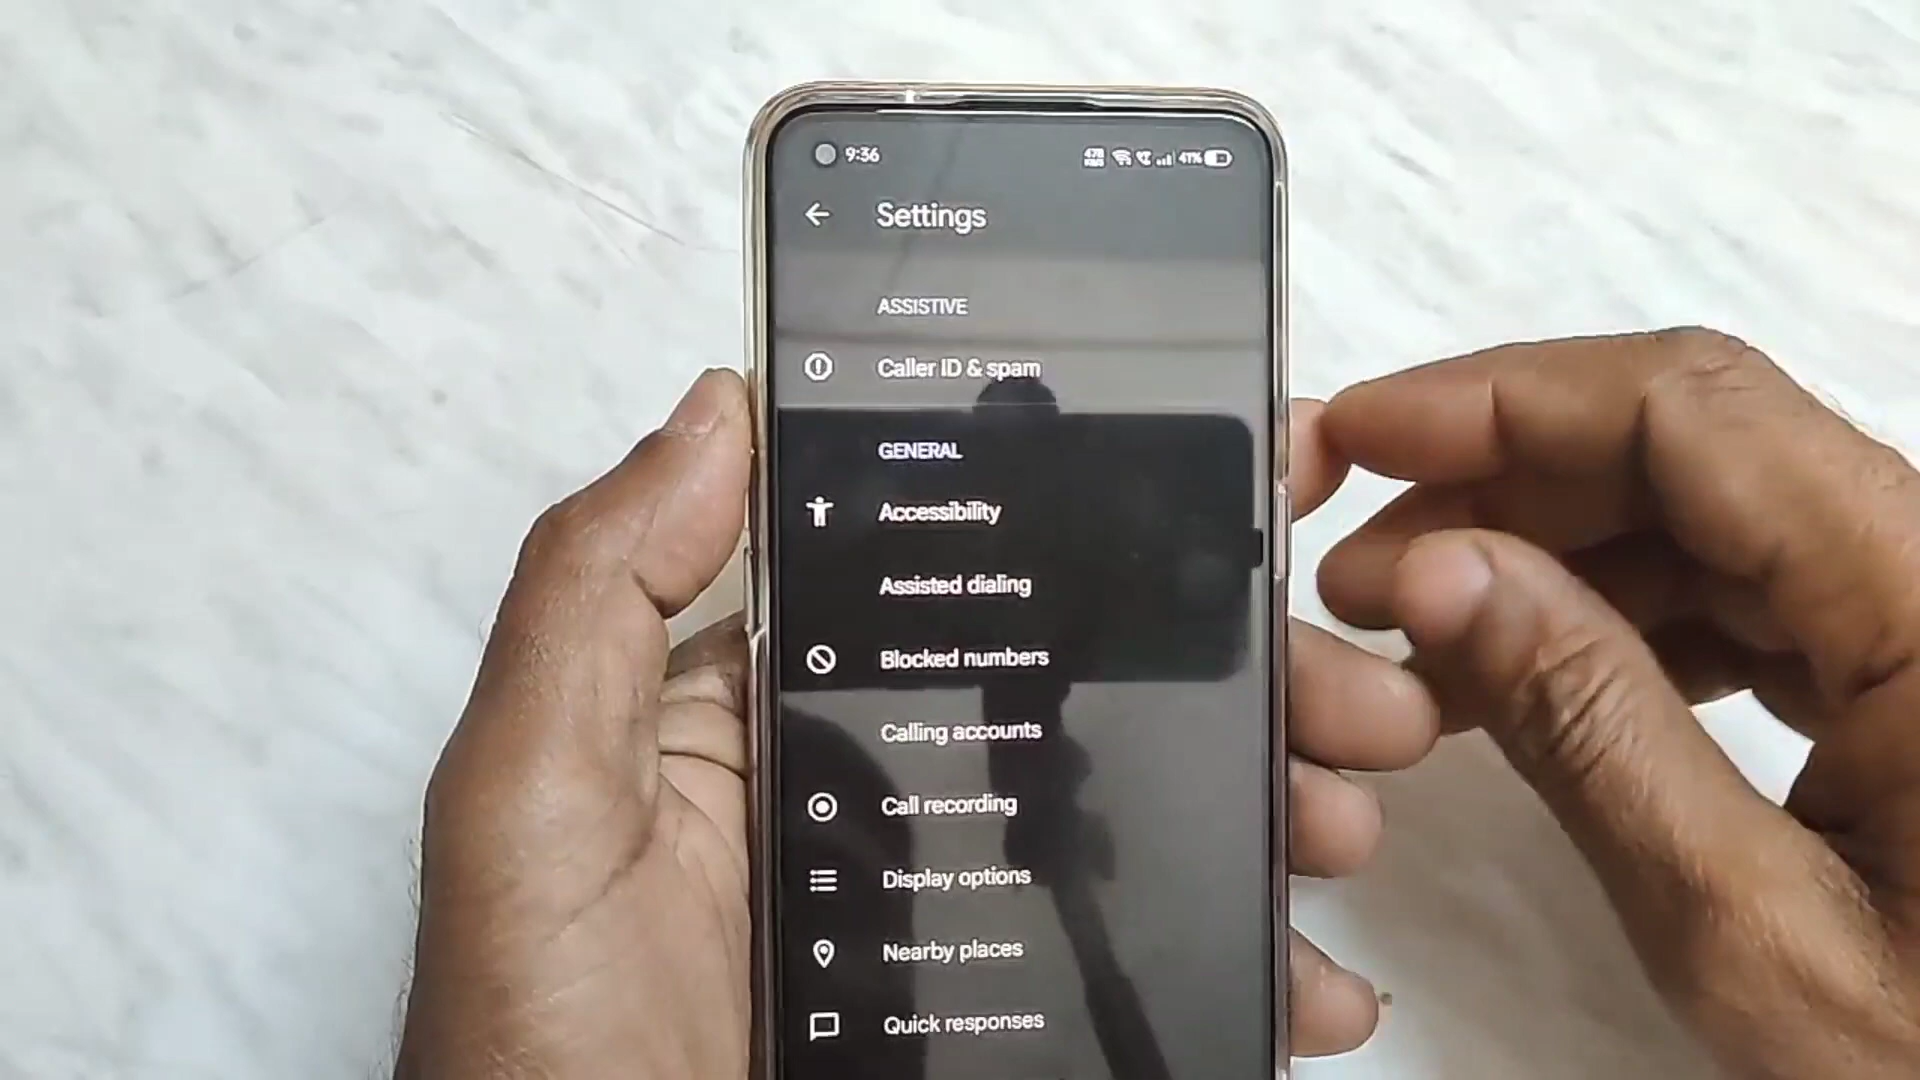 9:36
41%
Settings
ASSISTIVE
Caller ID & spam
GENERAL
Accessibility
Assisted dialing
Blocked numbers
Calling accounts
Call recording
Display options
Nearby places
Quick responses